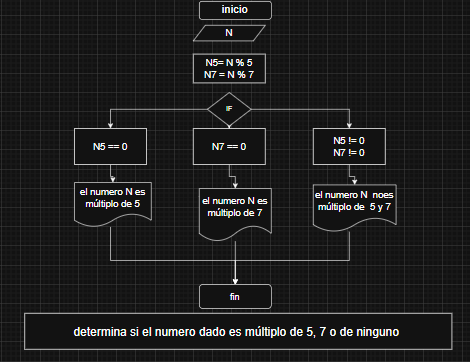 inicio
N
N5= N % 5
N7 = N % 7
IF
N5 == 0
N7 == 0
N5 != 0
N7 != 0
el numero N es
múltiplo de 5
el numero N es
múltiplo de 7
el numero N  noes
múltiplo de  5 y 7
fin
determina si el numero dado es múltiplo de 5, 7 o de ninguno